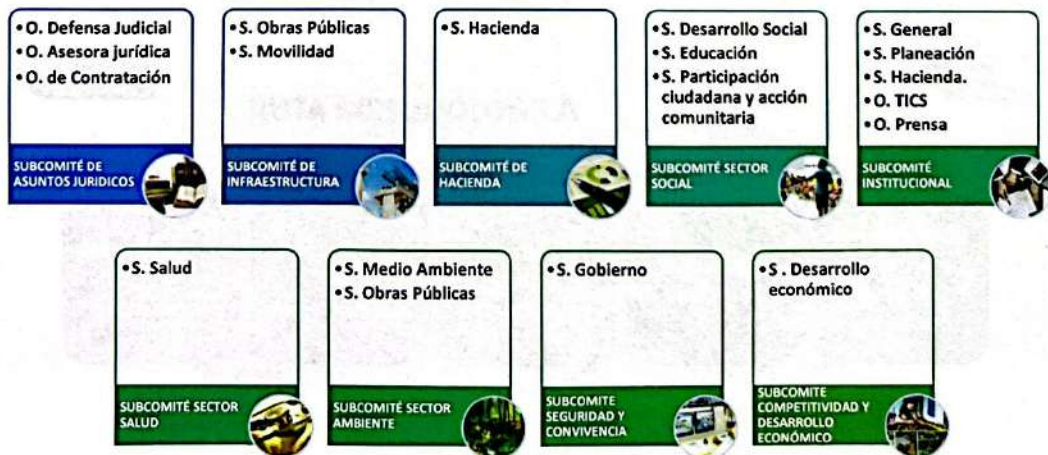 • O. Defensa Judicial
• O. Asesora jurídica
• O. de Contratación
SUBCOMITÉ DE
ASUNTOS JURIDICOS
• S. Obras Públicas
• S. Movilidad
SUBCOMITÉ DE
INFRAESTRUCTURA
• S. Hacienda
SUBCOMITÉ DE
HACIENDA
• S. Desarrollo Social
• S. Educación
• S. Participación
ciudadana y acción
comunitaria
SUBCOMITÉ SECTOR
SOCIAL
• S. General
• S. Planeación
• S. Hacienda.
• O. TICS
• O. Prensa
SUBCOMITÉ
INSTITUCIONAL
• S. Salud
SUBCOMITÉ SECTOR
SALUD
• S. Medio Ambiente
• S. Obras Públicas
SUBCOMITÉ SECTOR
AMBIENTE
• S. Gobierno
SUBCOMITE
SEGURIDAD Y
CONVIVENCIA
• S . Desarrollo
económico
SUBCOMITE
COMPETITIVIDAD Y
DESARROLLO
ECONÓMICO